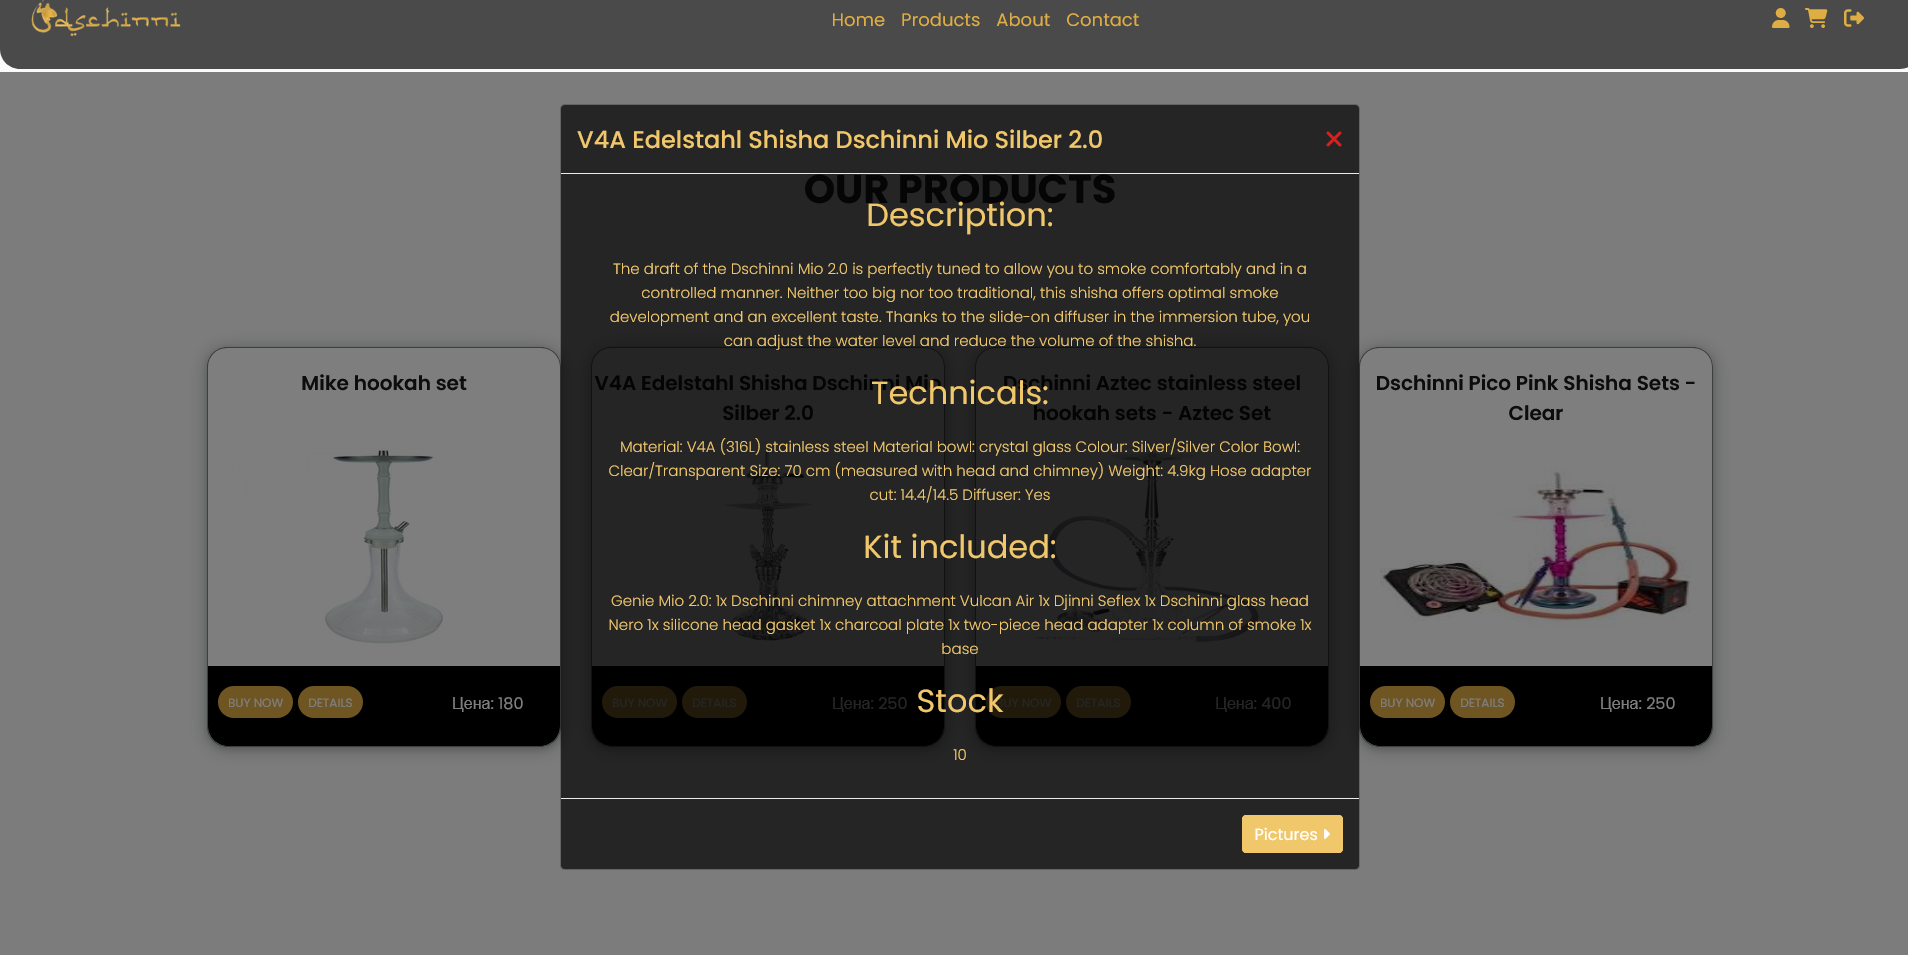 dschinni
Home Products About Contact
V4A Edelstahl Shisha Dschinni Mio Silber 2.0
OUR PRODUCTS
Description:
The draft of the Dschinni Mio 2.0 is perfectly tuned to allow you to smoke comfortably and in a
controlled manner. Neither too big nor too traditional, this shisha offers optimal smoke
development and an excellent taste. Thanks to the slide-on diffuser in the immersion tube, you
can adjust the water level and reduce the volume of the shisha.
Technicals:
Material: V4A (316L) stainless steel Material bowl: crystal glass Colour: Silver/Silver Color Bowl:
Clear/Transparent Size: 70 cm (measured with head and chimney) Weight: 4.9kg Hose adapter
cut: 14.4/14.5 Diffuser: Yes
Kit included:
Genie Mio 2.0: 1x Dschinni chimney attachment Vulcan Air 1x Djinni Seflex 1x Dschinni glass head
Nero 1x silicone head gasket 1x charcoal plate 1x two-piece head adapter 1x column of smoke 1x
base
Stock
10
Pictures
Mike hookah set
BUY NOW DETAILS Цена: 180
V4A Edelstahl Shisha Dschinni Mio
Silber 2.0
BUY NOW DETAILS Цена: 250
Dschinni Aztec stainless steel
hookah sets - Aztec Set
BUY NOW DETAILS Цена: 400
Dschinni Pico Pink Shisha Sets -
Clear
BUY NOW DETAILS Цена: 250